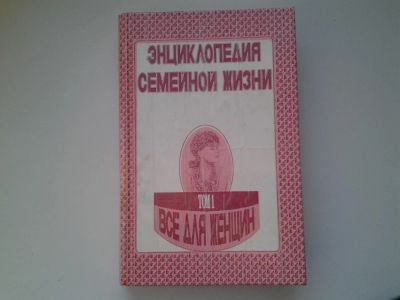 ЭНЦИКЛОПЕДИЯ
СЕМЕЙНОЙ ЖИЗНИ
ТОМ 1
ВСЕ ДЛЯ ЖЕНЩИН